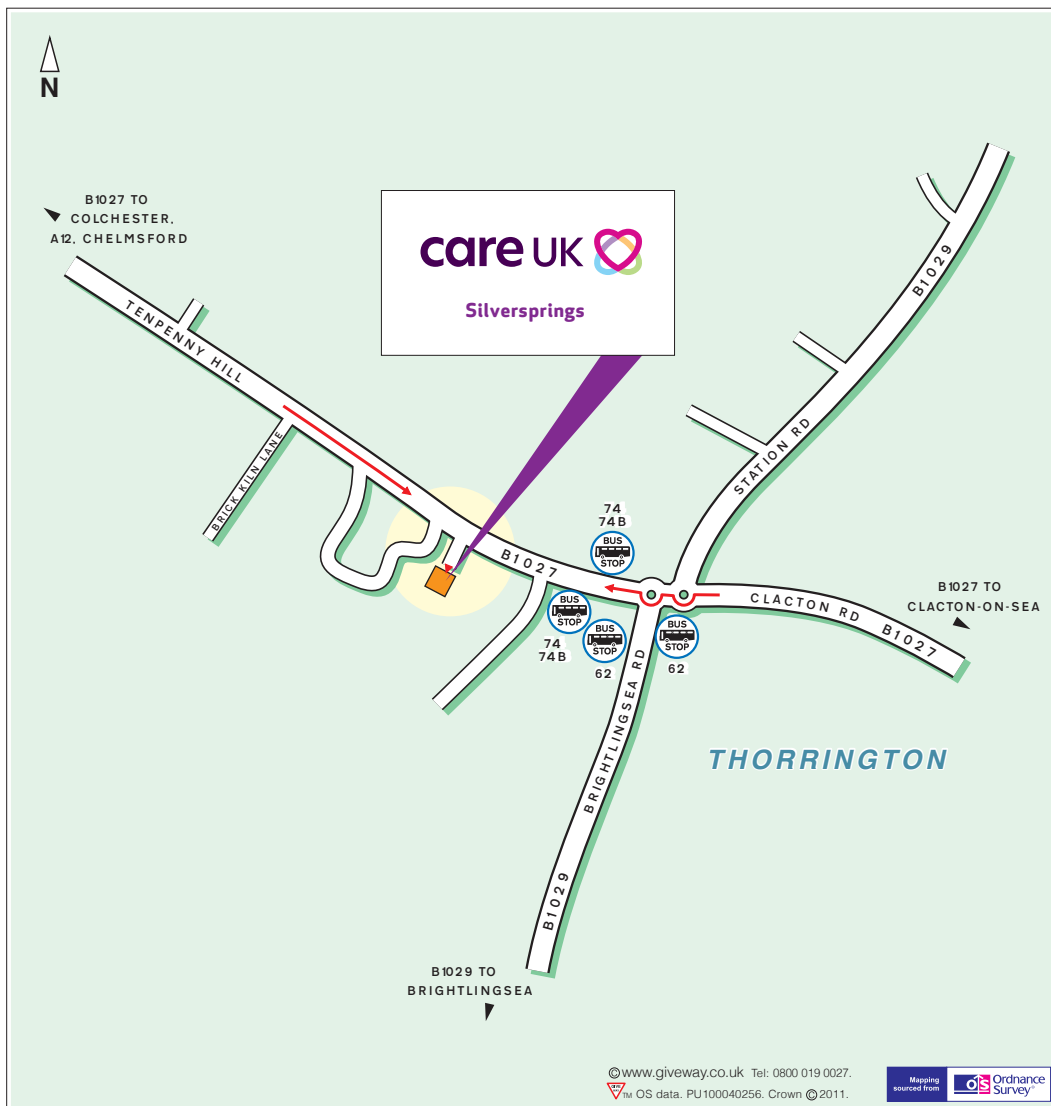 N
B1027 TO
COLCHESTER,
A12, CHELMSFORD
care UK
Silversprings
TENPENNY HILL
BRICK KILN LANE
B1029
STATION RD
74
74B
BUS
STOP
B1027
BUS
STOP
74
74B
BUS
STOP
62
BUS
STOP
62
CLACTON RD B1027
B1027 TO
CLACTON-ON-SEA
BRIGHTLINGSEA RD
B1029
THORRINGTON
B1029 TO
BRIGHTLINGSEA
© www.giveway.co.uk Tel: 0800 019 0027.
GIVE TM OS data. PU100040256. Crown © 2011.
Mapping
sourced from
OS Ordnance
Survey®